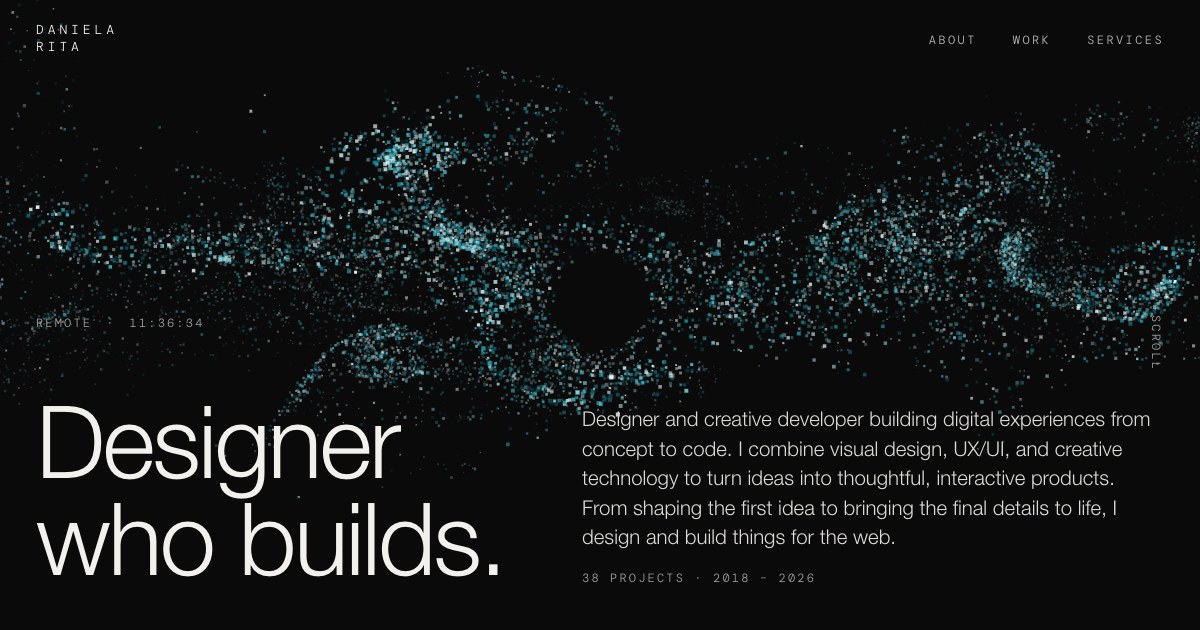 DANIELA
RITA
ABOUT WORK SERVICES
REMOTE · 11:36:34
SCROLL
Designer
who builds.
Designer and creative developer building digital experiences from
concept to code. I combine visual design, UX/UI, and creative
technology to turn ideas into thoughtful, interactive products.
From shaping the first idea to bringing the final details to life, I
design and build things for the web.
38 PROJECTS · 2018 – 2026